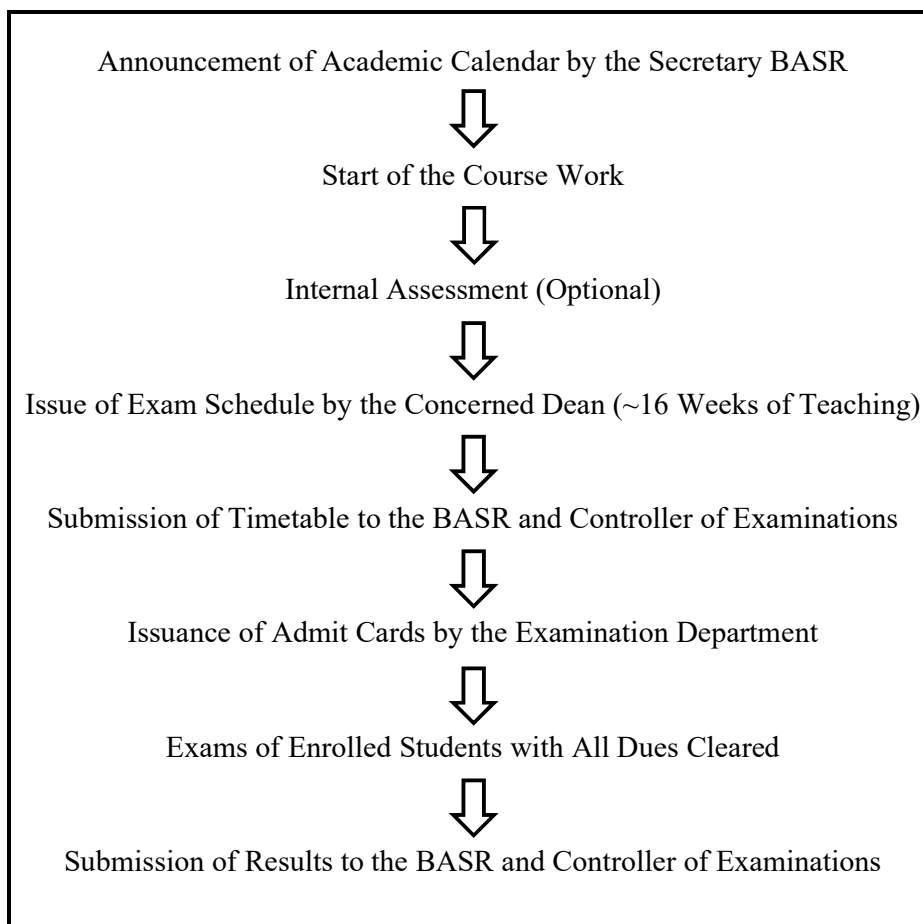 Announcement of Academic Calendar by the Secretary BASR
Start of the Course Work
Internal Assessment (Optional)
Issue of Exam Schedule by the Concerned Dean (~16 Weeks of Teaching)
Submission of Timetable to the BASR and Controller of Examinations
Issuance of Admit Cards by the Examination Department
Exams of Enrolled Students with All Dues Cleared
Submission of Results to the BASR and Controller of Examinations